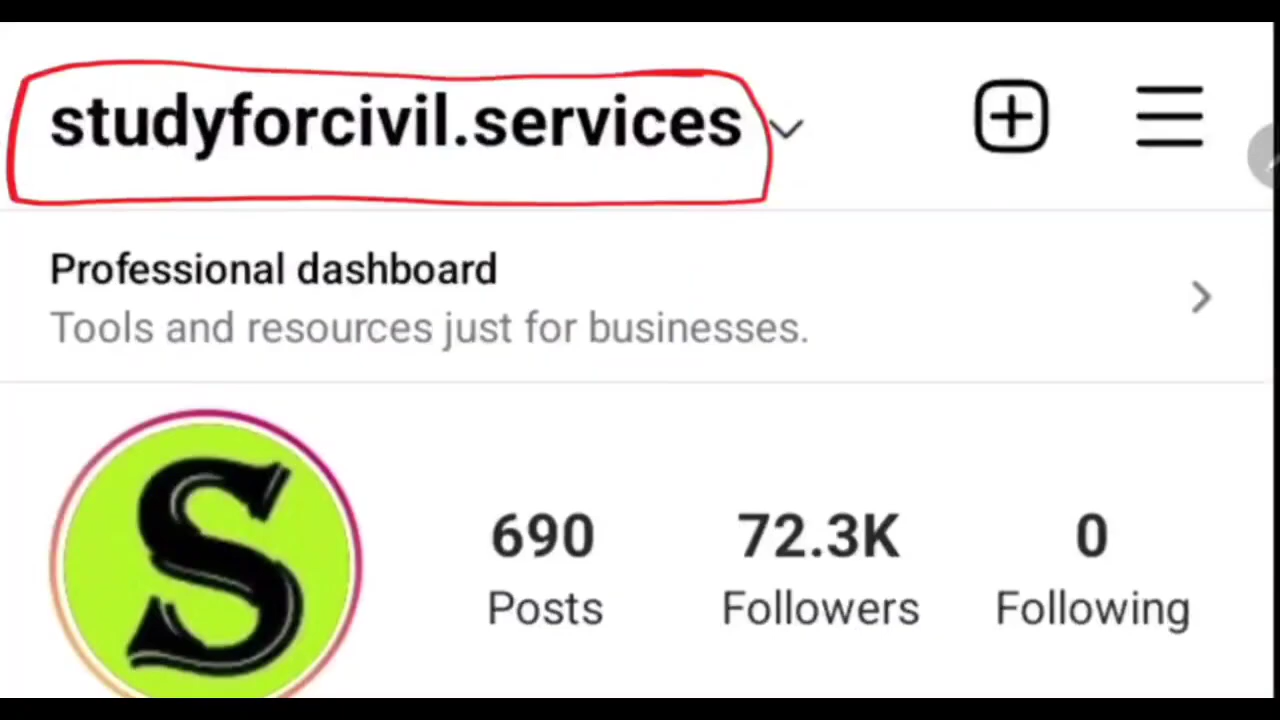 studyforcivil.services
Professional dashboard
Tools and resources just for businesses.
S
690 72.3K 0
Posts Followers Following